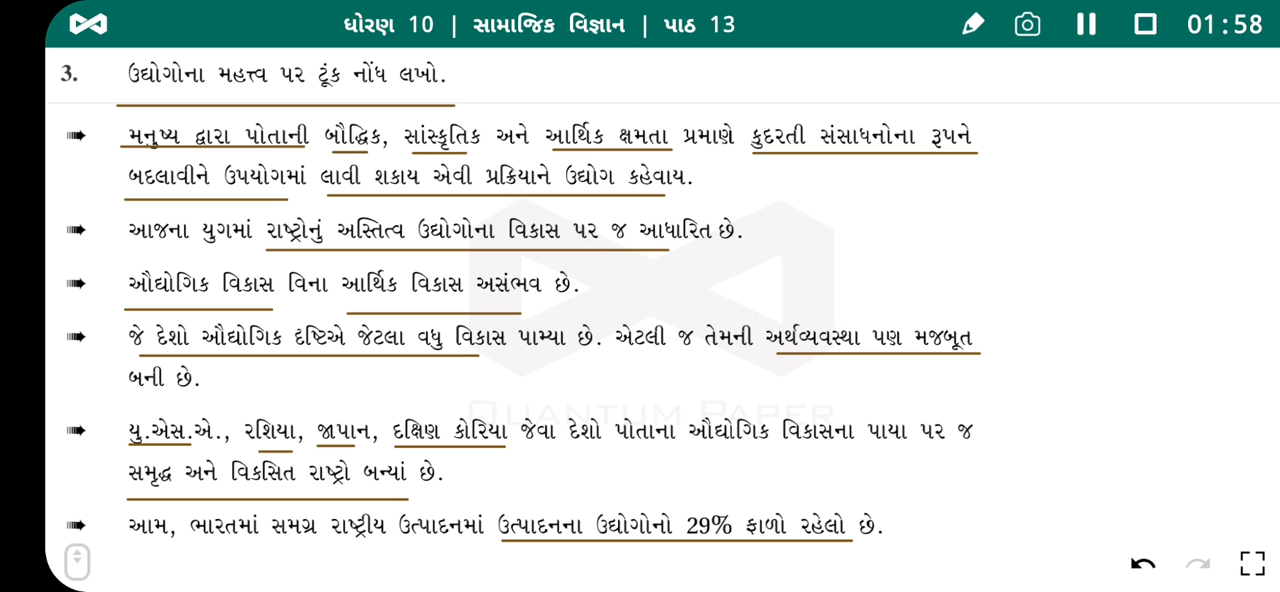 ધોરણ 10 | સામાજિક વિજ્ઞાન | પાઠ 13
01:58
3. ઉદ્યોગોના મહત્ત્વ પર ટૂંક નોંધ લખો.
મનુષ્ય દ્વારા પોતાની બૌદ્ધિક, સાંસ્કૃતિક અને આર્થિક ક્ષમતા પ્રમાણે કુદરતી સંસાધનોના રૂપને
બદલાવીને ઉપયોગમાં લાવી શકાય એવી પ્રક્રિયાને ઉદ્યોગ કહેવાય.
આજના યુગમાં રાષ્ટ્રોનું અસ્તિત્વ ઉદ્યોગોના વિકાસ પર જ આધારિત છે.
ઔદ્યોગિક વિકાસ વિના આર્થિક વિકાસ અસંભવ છે.
જે દેશો ઔદ્યોગિક દૃષ્ટિએ જેટલા વધુ વિકાસ પામ્યા છે. એટલી જ તેમની અર્થવ્યવસ્થા પણ મજબૂત
બની છે.
QUANTUM PAPER
યુ.એસ.એ., રશિયા, જાપાન, દક્ષિણ કોરિયા જેવા દેશો પોતાના ઔદ્યોગિક વિકાસના પાયા પર જ
સમૃદ્ધ અને વિકસિત રાષ્ટ્રો બન્યાં છે.
આમ, ભારતમાં સમગ્ર રાષ્ટ્રીય ઉત્પાદનમાં ઉત્પાદનના ઉદ્યોગોનો 29% ફાળો રહેલો છે.